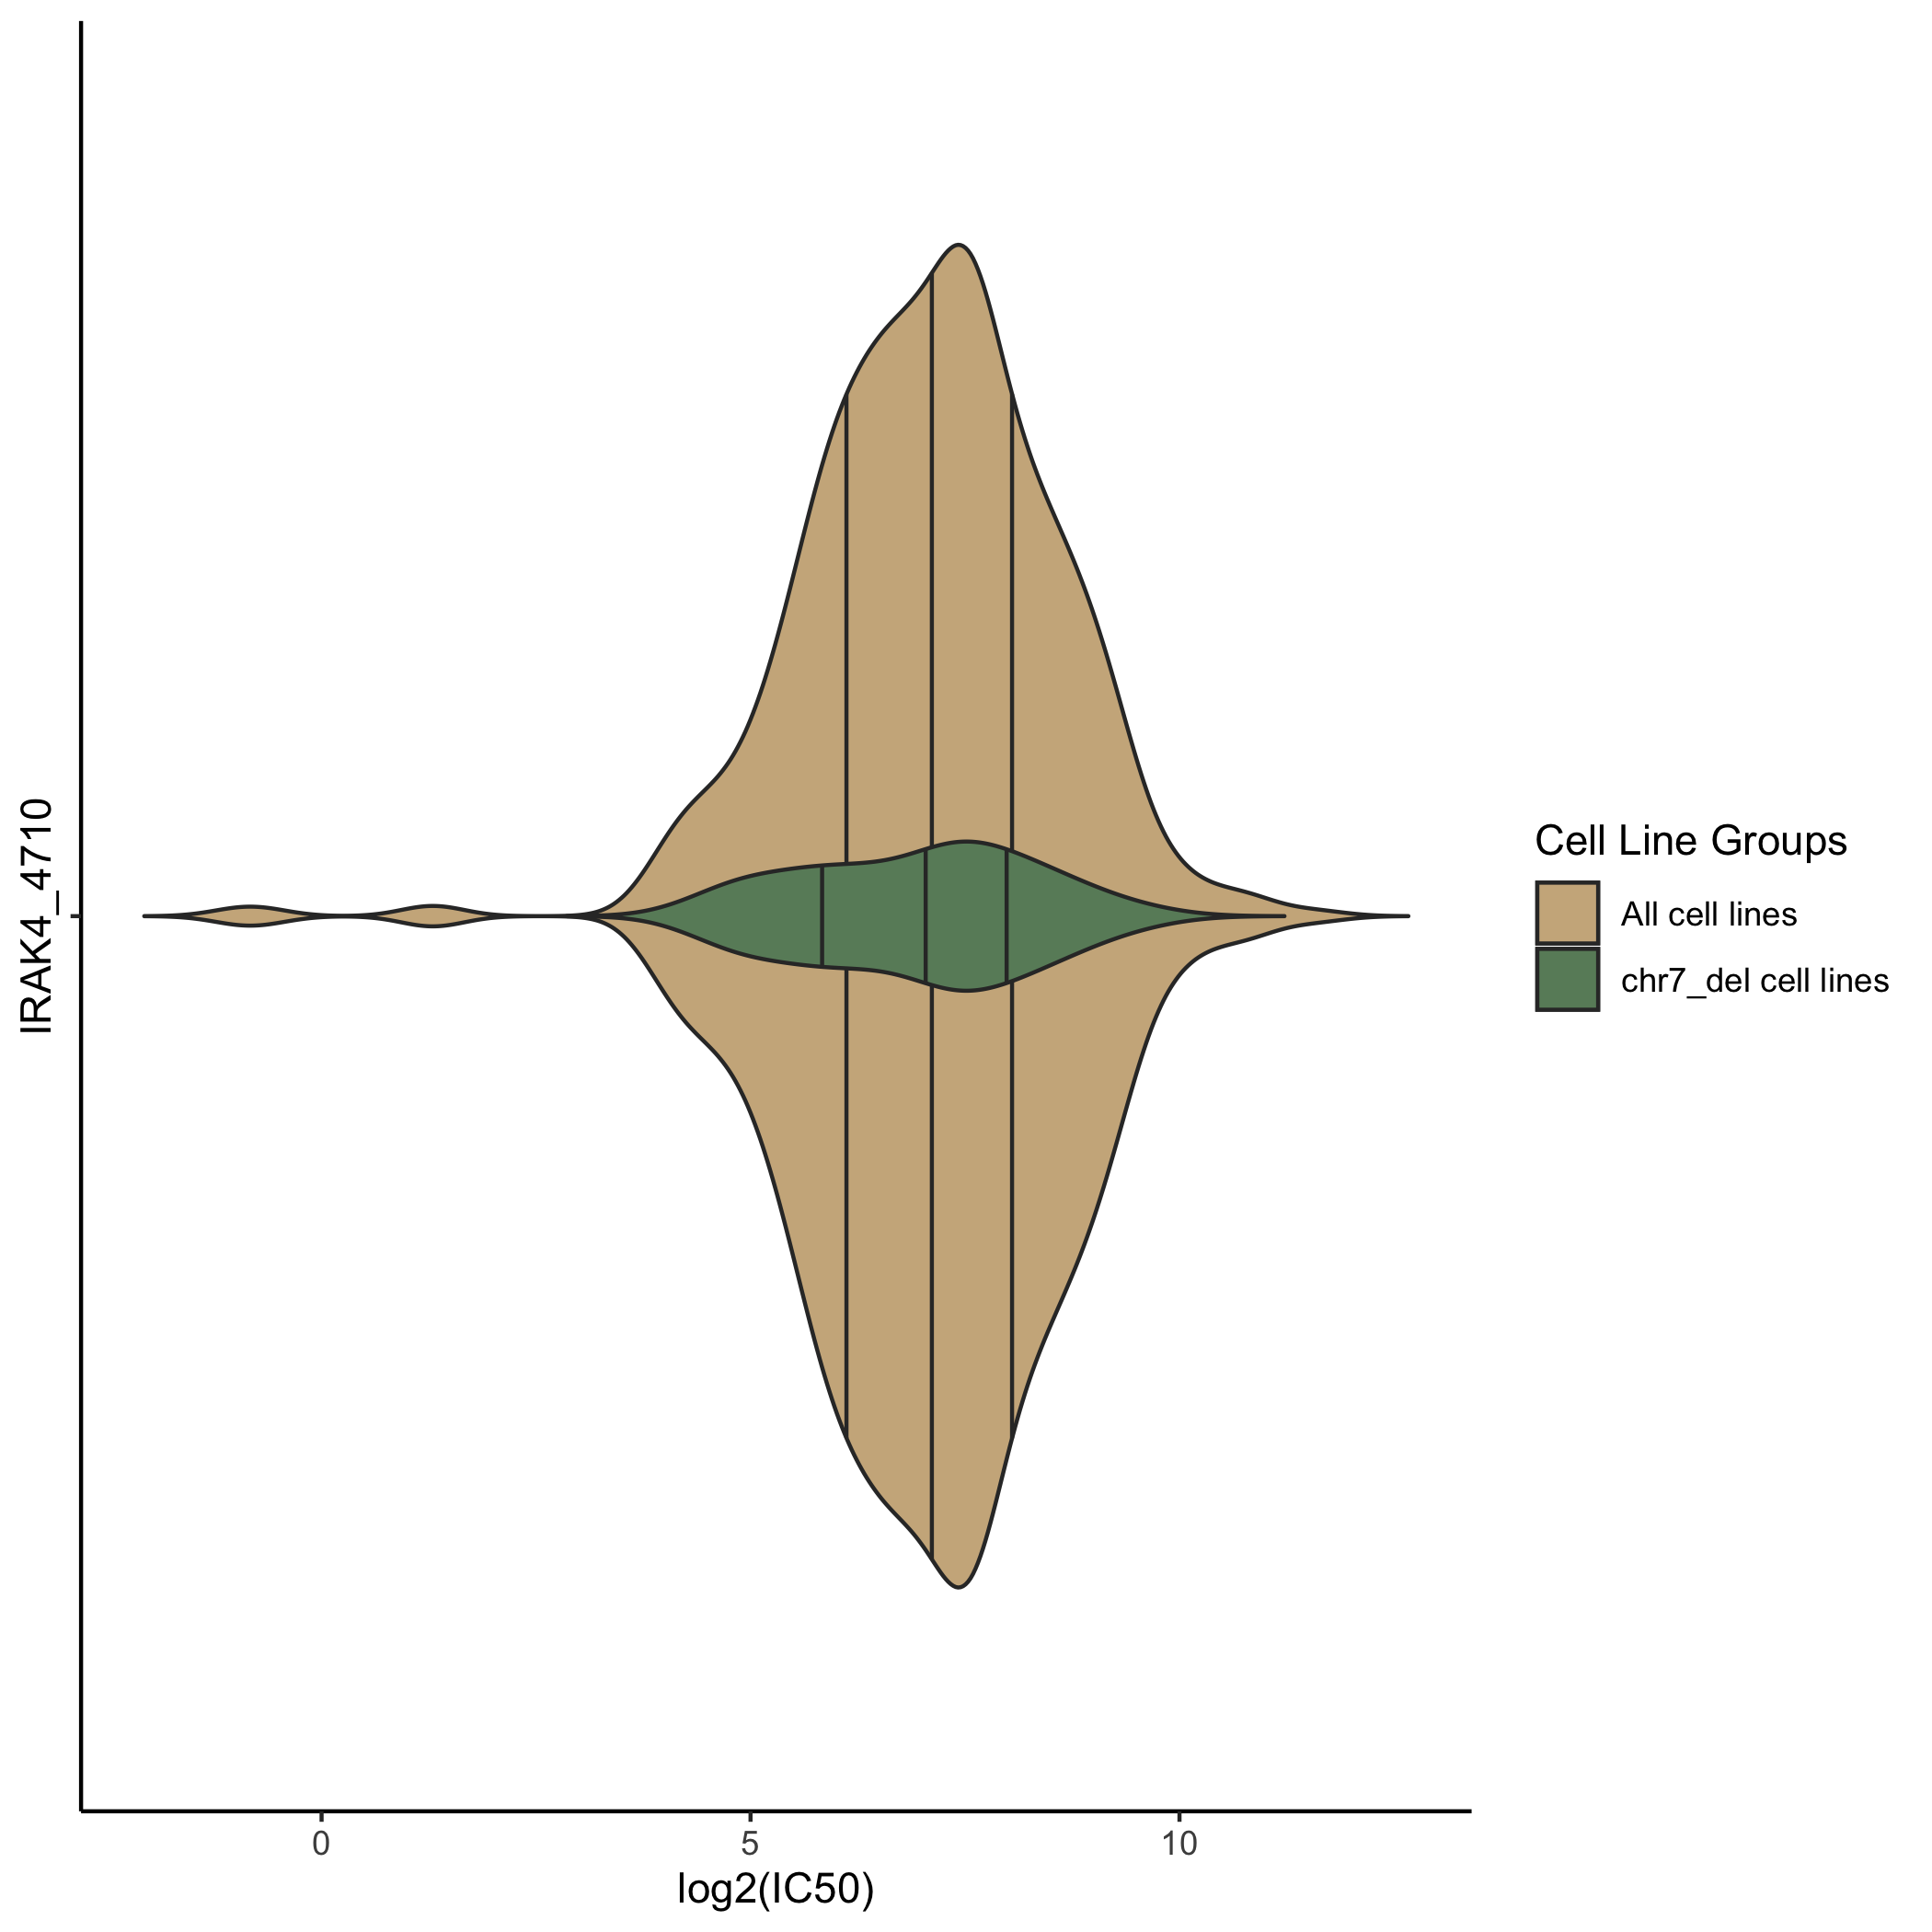 IRAK4_4710
0
5
10
log2(IC50)
Cell Line Groups
All cell lines
chr7_del cell lines